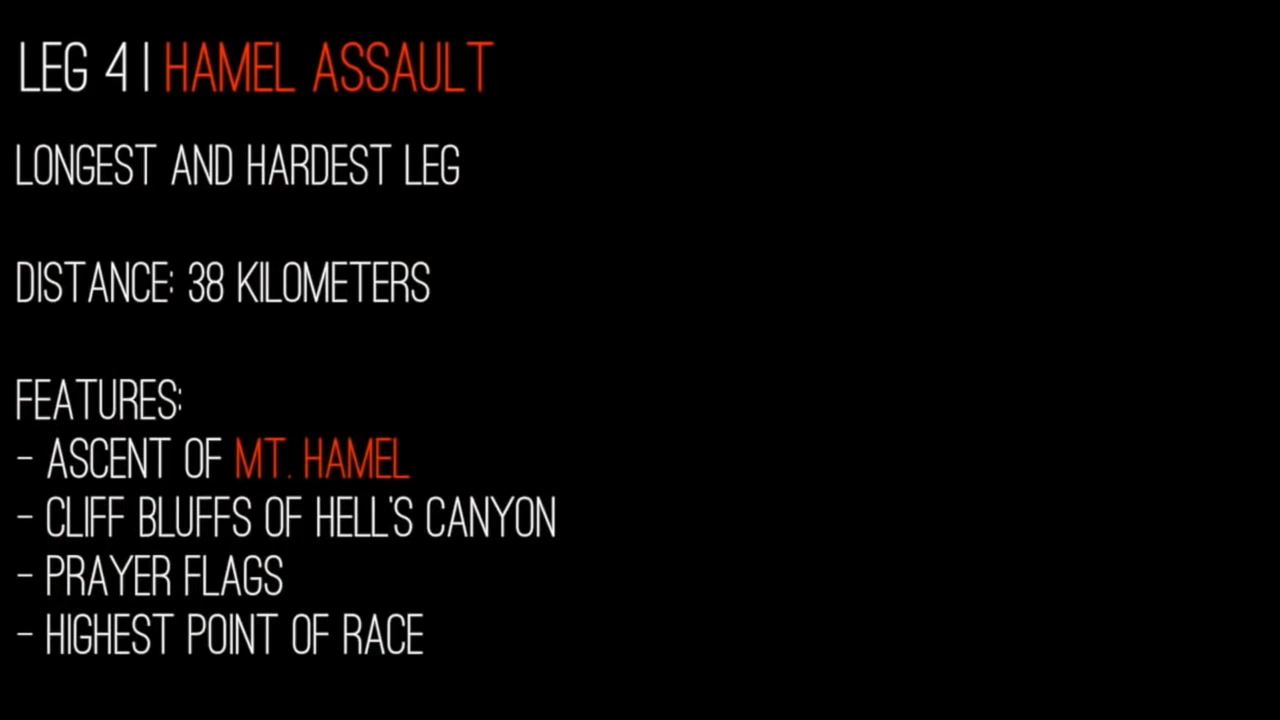 LEG 4 | HAMEL ASSAULT
LONGEST AND HARDEST LEG
DISTANCE: 38 KILOMETERS
FEATURES:
- ASCENT OF MT. HAMEL
- CLIFF BLUFFS OF HELL'S CANYON
- PRAYER FLAGS
- HIGHEST POINT OF RACE